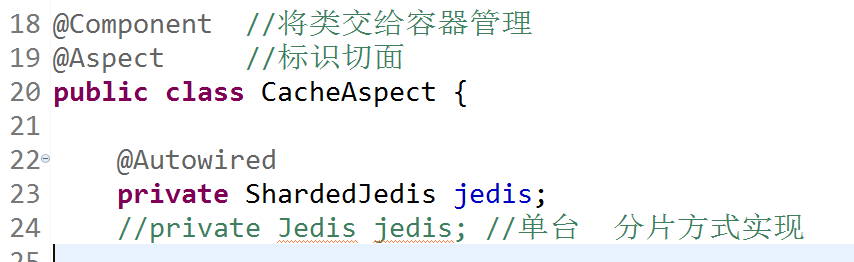 18 @Component  //将类交给容器管理
19 @Aspect     //标识切面
20 public class CacheAspect {
21
22     @Autowired
23     private ShardedJedis jedis;
24     //private Jedis jedis; //单台  分片方式实现
25